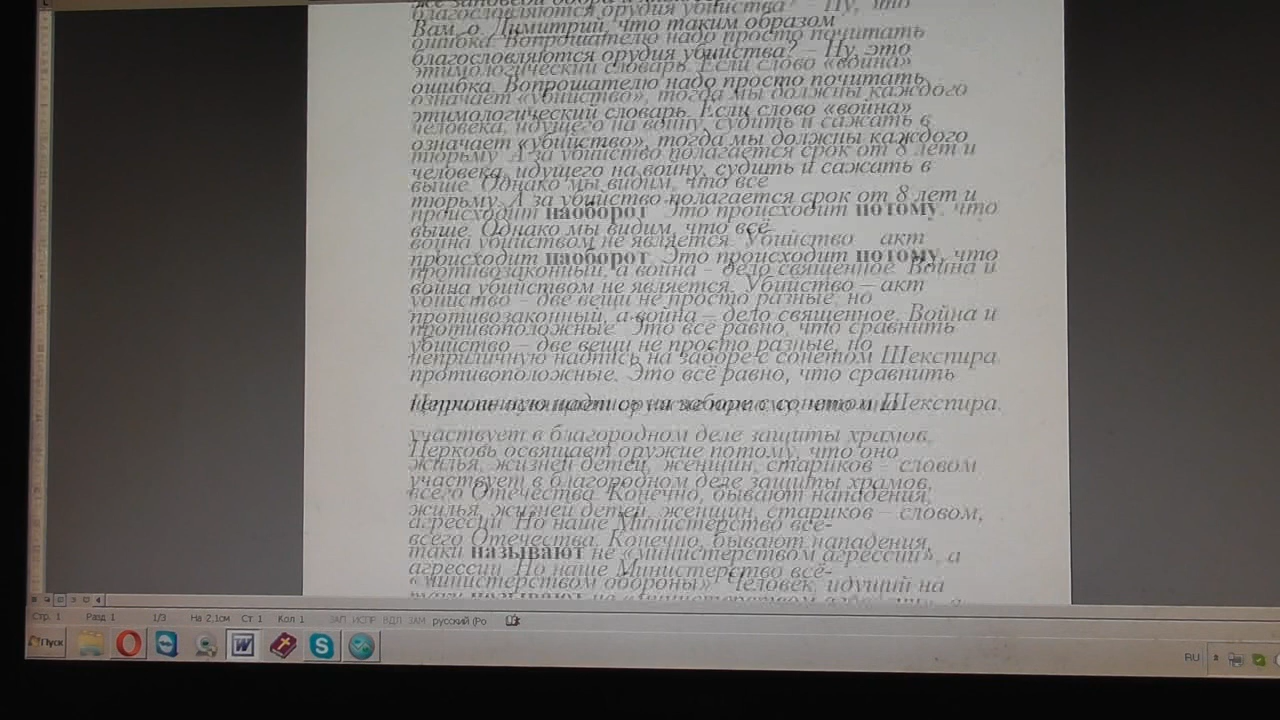 же заповеди
Вам о. Димитрий, что таким образом
благословляются орудия убийства? – Ну, это
ошибка. Вопрошателю надо просто почитать
этимологический словарь. Если слово «война»
означает «убийство», тогда мы должны каждого
человека, идущего на войну, судить и сажать в
тюрьму. А за убийство полагается срок от 8 лет и
выше. Однако мы видим, что всё
происходит наоборот. Это происходит потому, что
война убийством не является. Убийство – акт
противозаконный, а война – дело священное. Война и
убийство – две вещи не просто разные, но
противоположные. Это всё равно, что сравнить
неприличную надпись на заборе с сонетом Шекспира.
Церковь освящает оружие потому, что оно
участвует в благородном деле защиты храмов,
жилья, жизней детей, женщин, стариков – словом,
всего Отечества. Конечно, бывают нападения,
агрессии. Но наше Министерство всё-
таки называют не «министерством агрессии», а
«министерством обороны». Человек, идущий на
Стр. 1 Разд 1 1/3 На 2,1см Ст 1 Кол 1 ЗАП ИСПР ВДЛ ЗАМ русский (Ро
Пуск RU